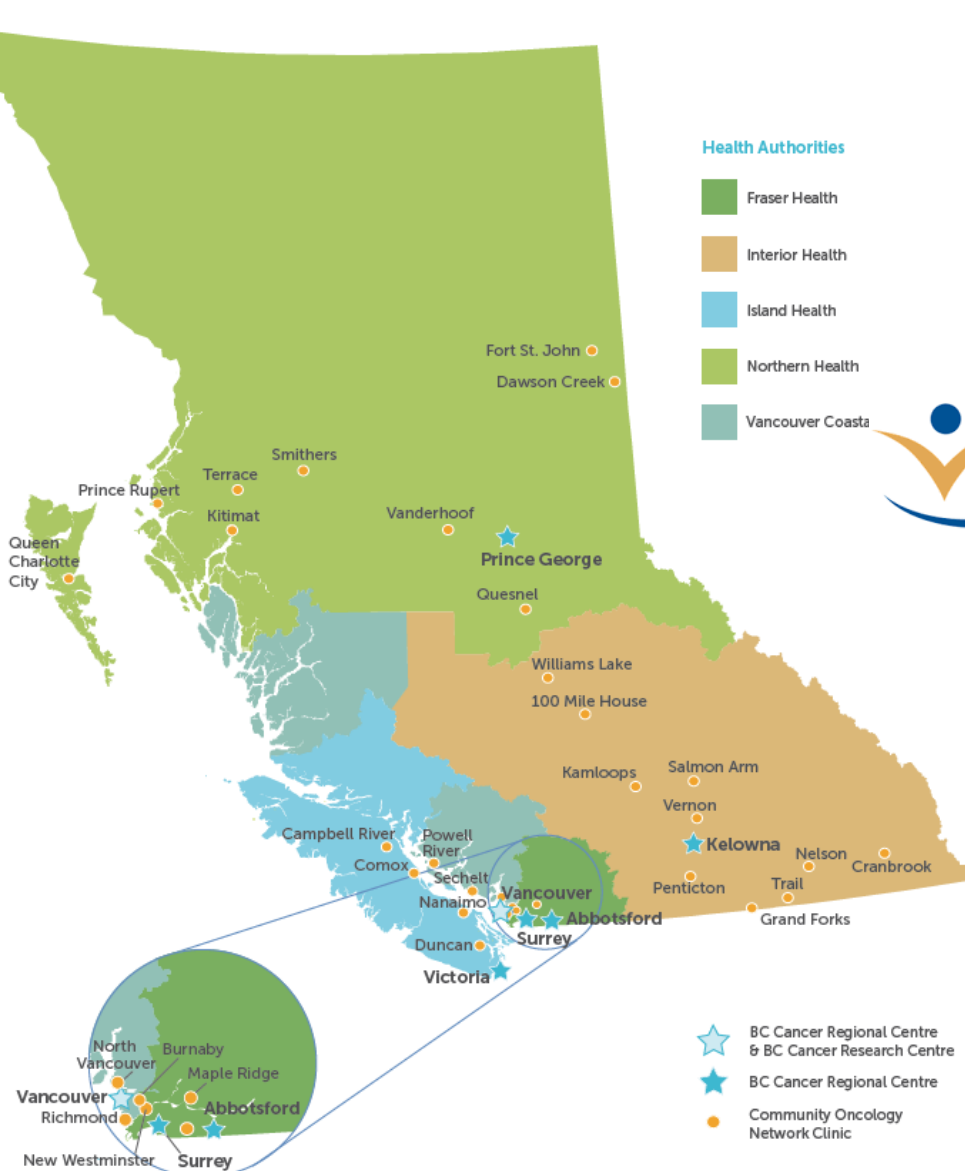 Health Authorities
Fraser Health
Interior Health
Island Health
Northern Health
Vancouver Coasta
Fort St. John
Dawson Creek
Smithers
Terrace
Prince Rupert
Kitimat
Vanderhoof
Queen
Charlotte
City
Prince George
Quesnel
Williams Lake
100 Mile House
Kamloops
Salmon Arm
Vernon
Kelowna
Campbell River
Powell
River
Comox
Sechelt
Nelson
Cranbrook
Penticton
Trail
Vancouver
Nanaimo
Abbotsford
Grand Forks
Surrey
Duncan
Victoria
North
Vancouver
Burnaby
Maple Ridge
Vancouver
Abbotsford
Richmond
New Westminster
Surrey
BC Cancer Regional Centre
& BC Cancer Research Centre
BC Cancer Regional Centre
Community Oncology
Network Clinic